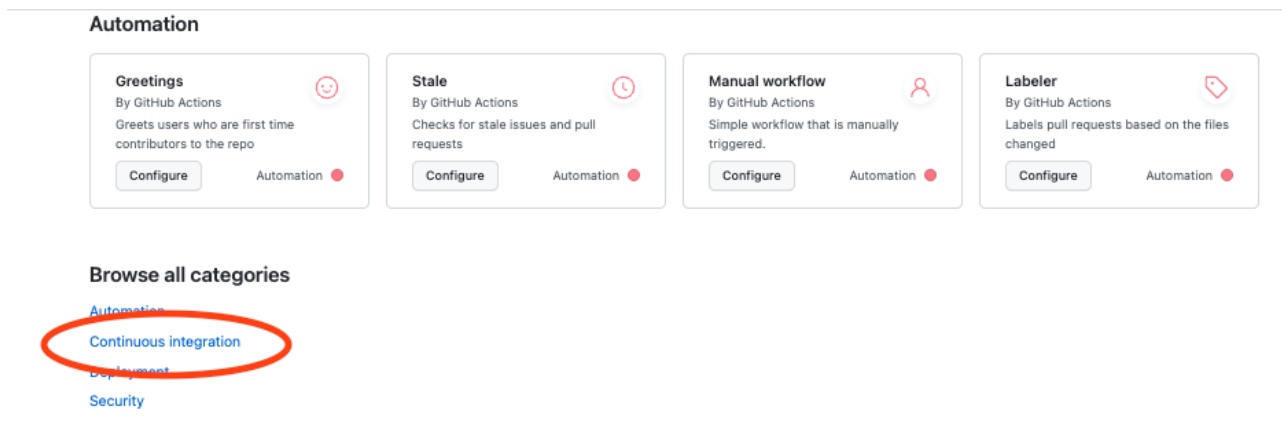 Automation
Greetings
By GitHub Actions
Greets users who are first time
contributors to the repo
Configure
Automation
Stale
By GitHub Actions
Checks for stale issues and pull
requests
Configure
Automation
Manual workflow
By GitHub Actions
Simple workflow that is manually
triggered.
Configure
Automation
Labeler
By GitHub Actions
Labels pull requests based on the files
changed
Configure
Automation
Browse all categories
Automation
Continuous integration
Deployment
Security